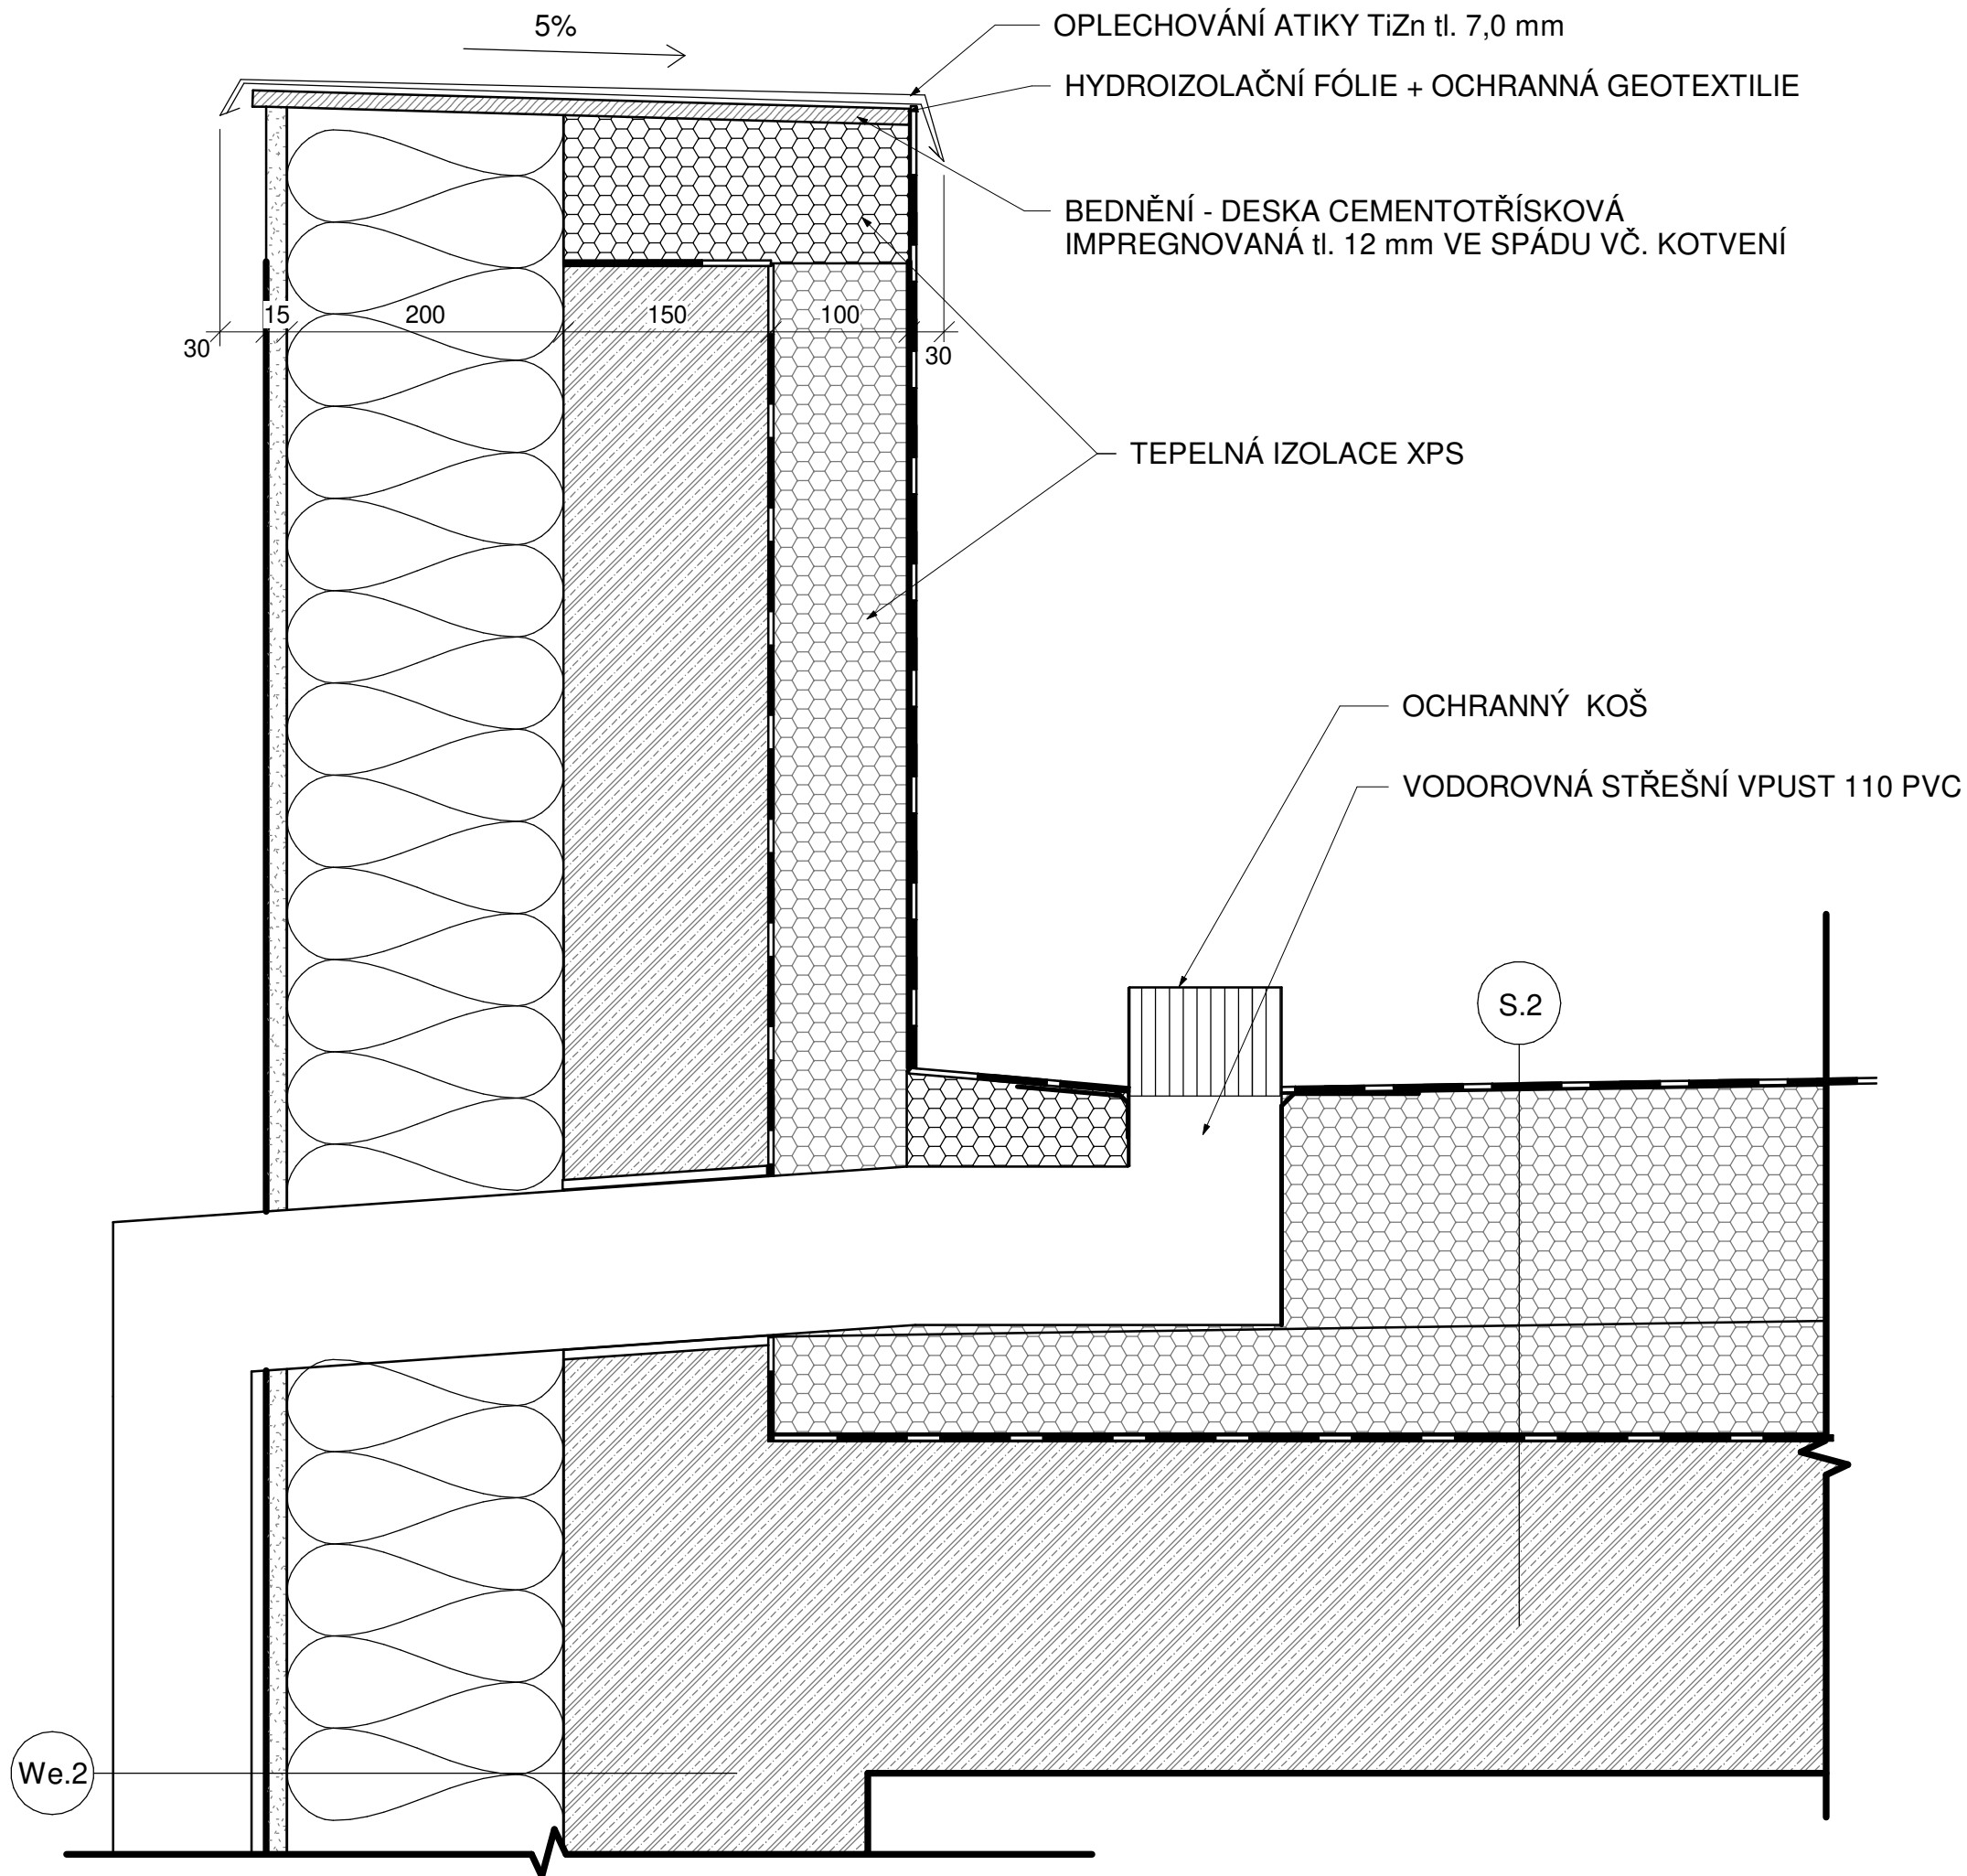 5%
OPLECHOVÁNÍ ATIKY TiZn tl. 7,0 mm
HYDROIZOLAČNÍ FÓLIE + OCHRANNÁ GEOTEXTILIE
BEDNĚNÍ - DESKA CEMENTOTŘÍSKOVÁ
IMPREGNOVANÁ tl. 12 mm VE SPÁDU VČ. KOTVENÍ
15 200 150 100
30 30
TEPELNÁ IZOLACE XPS
OCHRANNÝ KOŠ
VODOROVNÁ STŘEŠNÍ VPUST 110 PVC
S.2
We.2